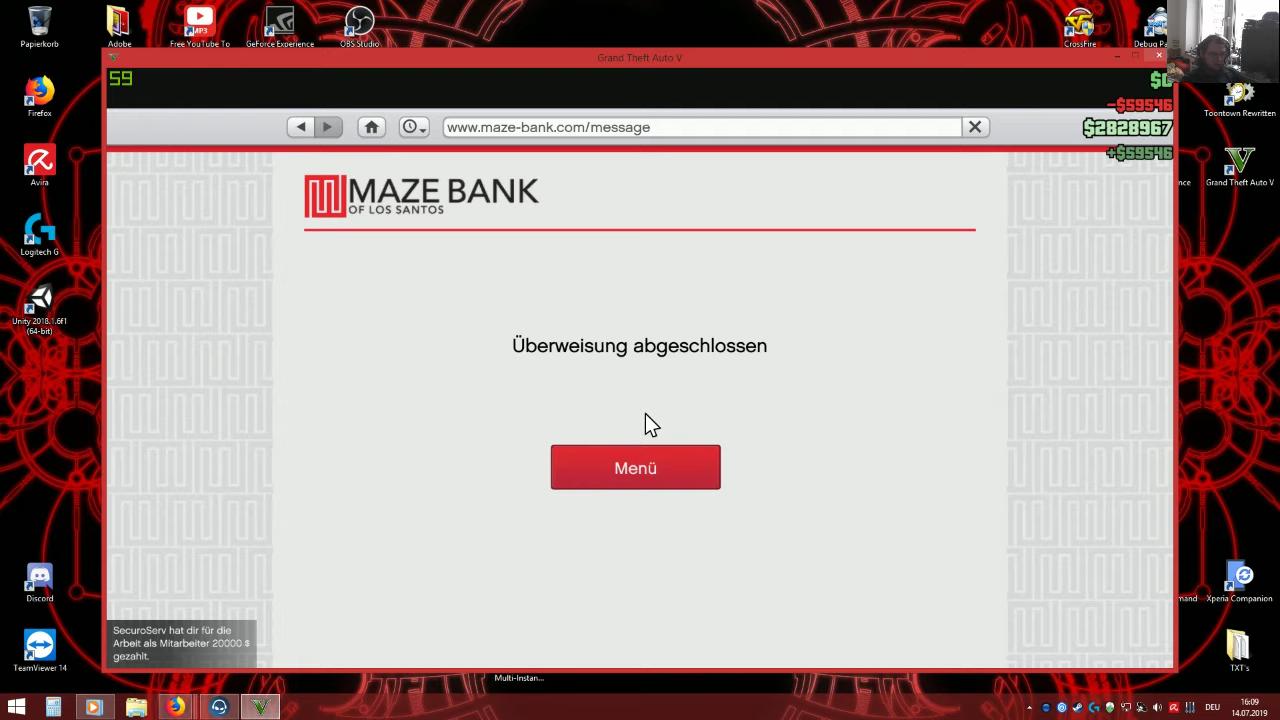 Papierkorb
Adobe
Free YouTube To
MP3
GeForce Experience
OBS Studio
CrossFire
Grand Theft Auto V
59
$0
-$59546
$2828967
+$59546
www.maze-bank.com/message
MAZE BANK
OF LOS SANTOS
Überweisung abgeschlossen
Menü
SecuroServ hat dir für die
Arbeit als Mitarbeiter 20000 $
gezahlt.
Firefox
Avira
Logitech G
Unity 2018.1.6f1
(64-bit)
Discord
TeamViewer 14
Toontown Rewritten
Grand Theft Auto V
Xperia Companion
TXT's
Multi-Instan...
DEU
16:09
14.07.2019